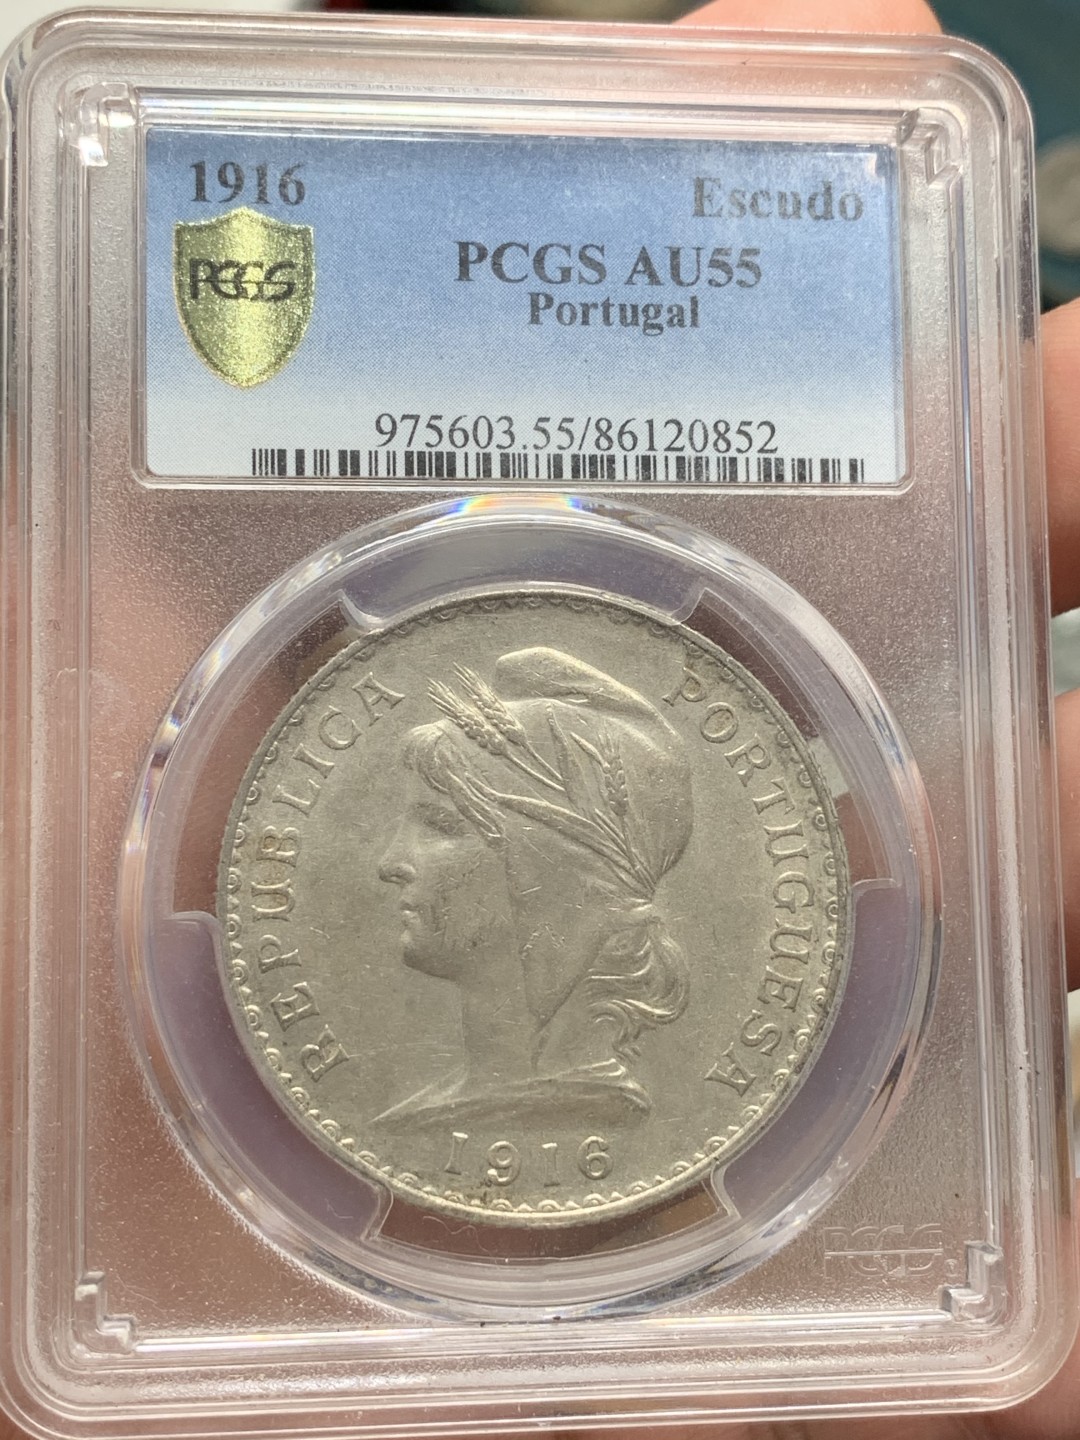 1916 Escudo
PCGS
PCGS AU55
Portugal
975603.55/86120852
REPUBLICA PORTUGUESA
1916
PCGS